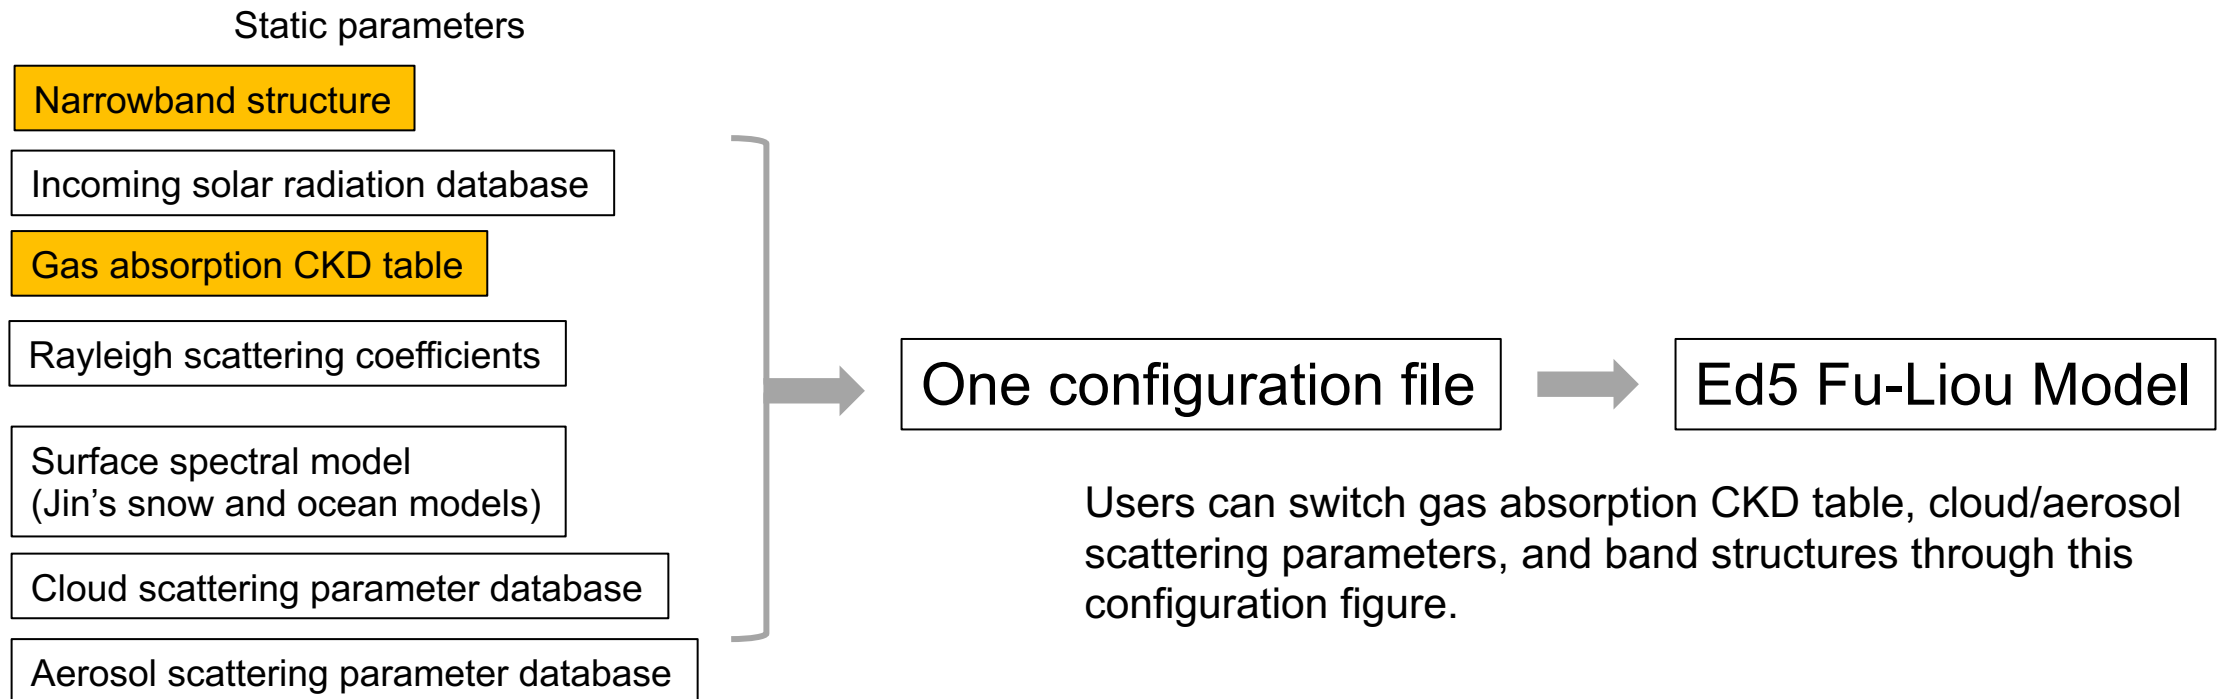 Static parameters
Narrowband structure
Incoming solar radiation database
Gas absorption CKD table
Rayleigh scattering coefficients
Surface spectral model
(Jin’s snow and ocean models)
Cloud scattering parameter database
Aerosol scattering parameter database
One configuration file
Ed5 Fu-Liou Model
Users can switch gas absorption CKD table, cloud/aerosol
scattering parameters, and band structures through this
configuration figure.